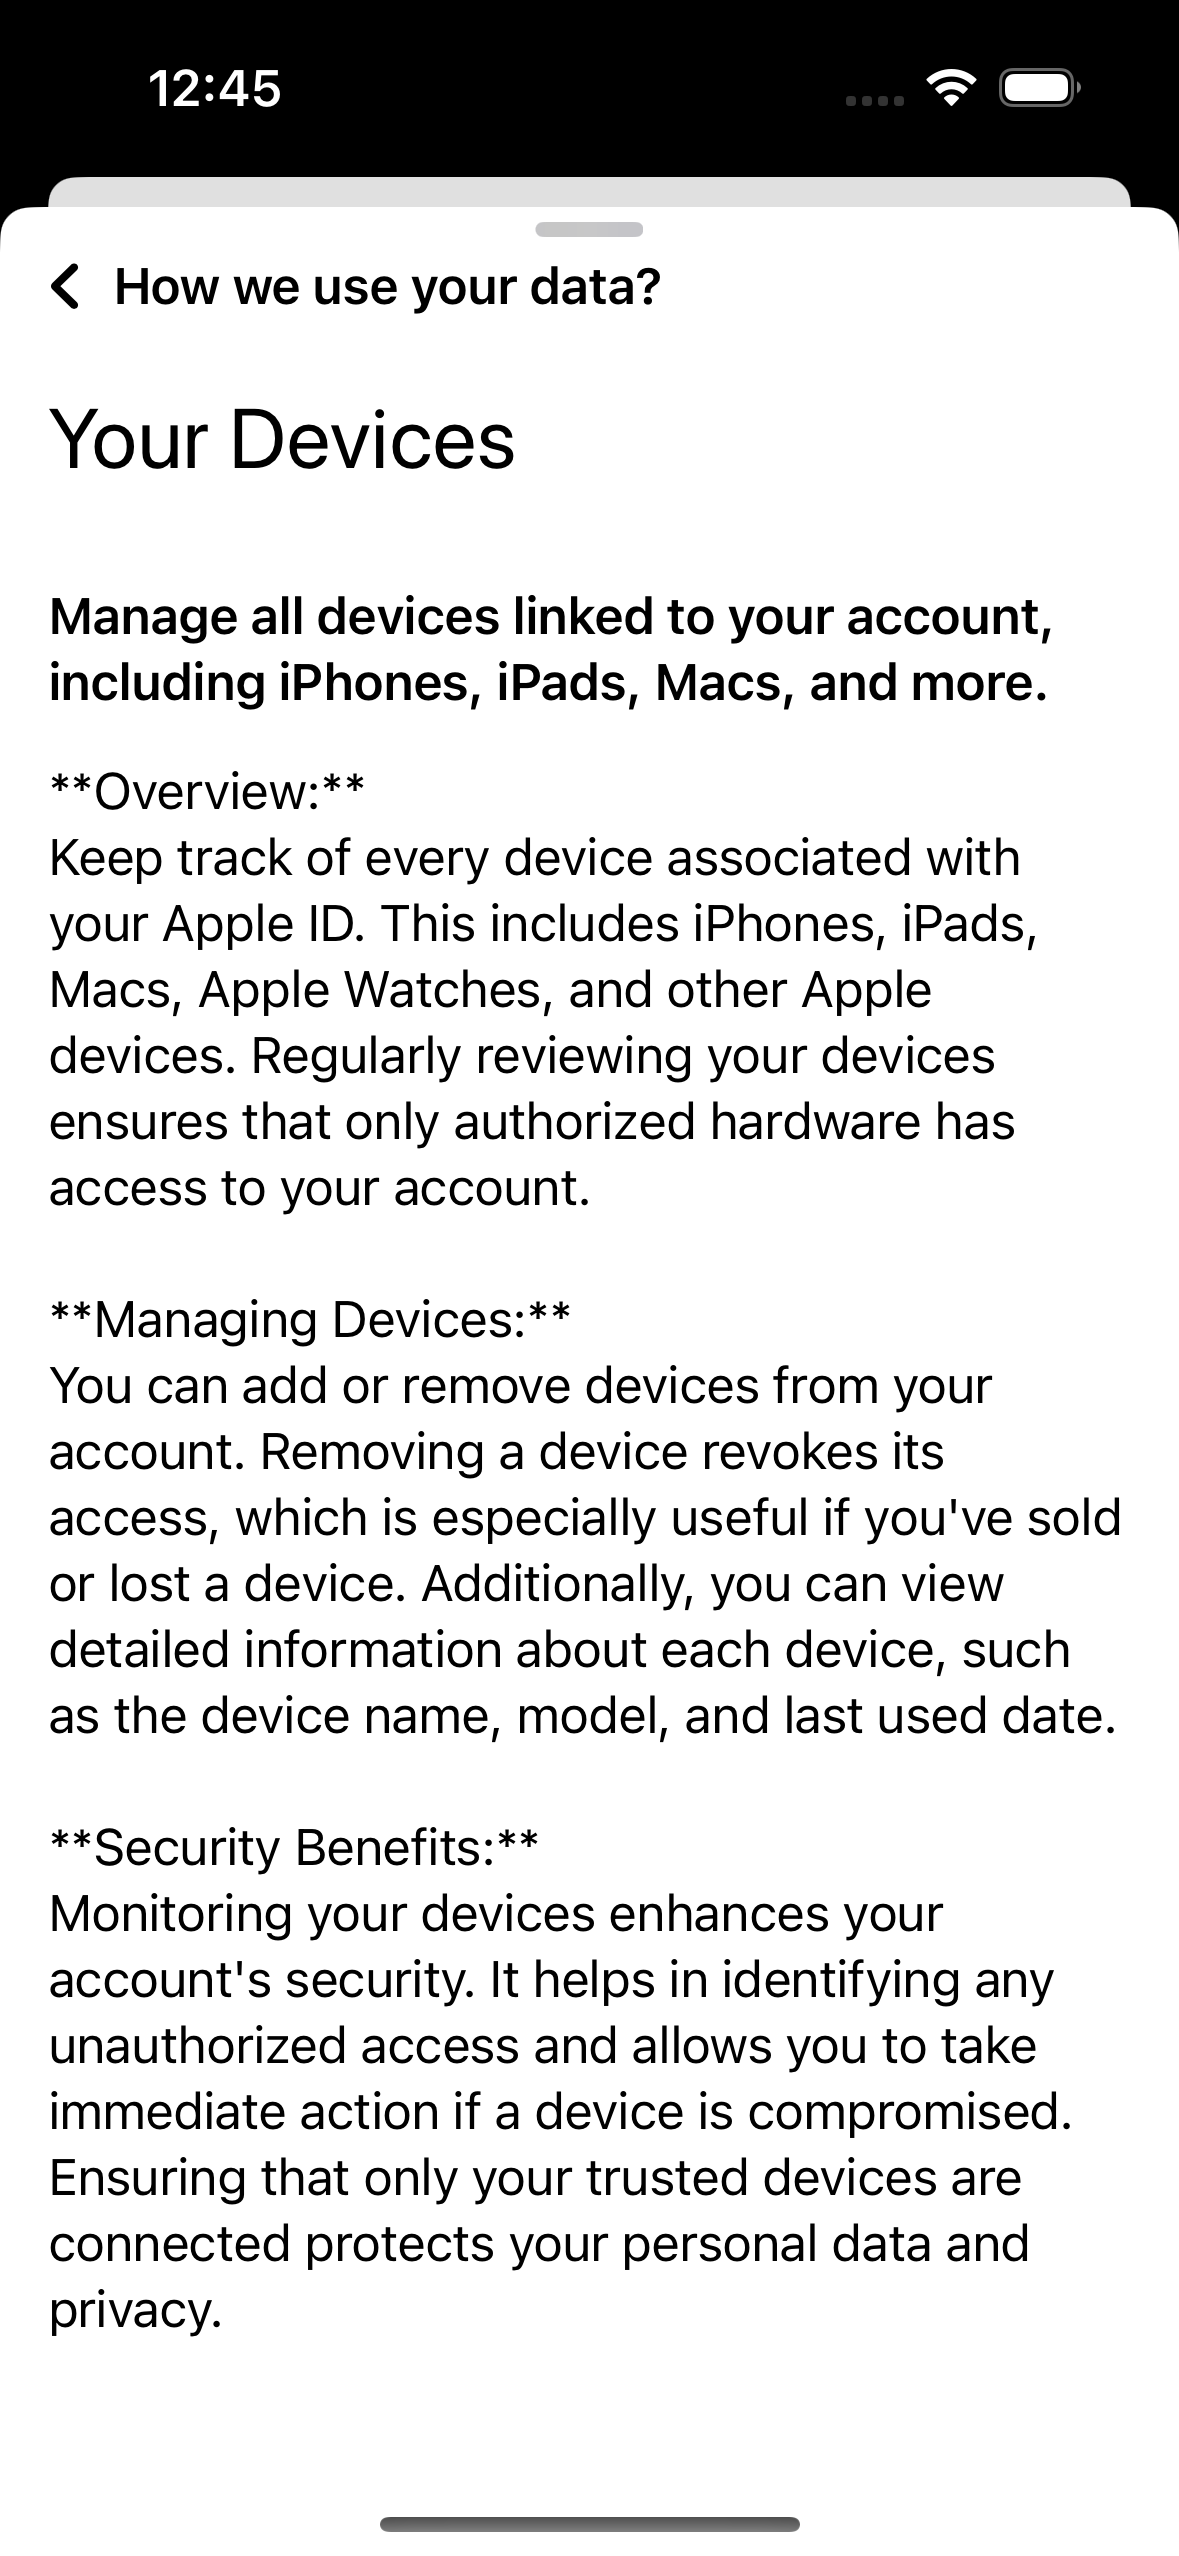 12:45
How we use your data?
Your Devices
Manage all devices linked to your account,
including iPhones, iPads, Macs, and more.
**Overview:**
Keep track of every device associated with
your Apple ID. This includes iPhones, iPads,
Macs, Apple Watches, and other Apple
devices. Regularly reviewing your devices
ensures that only authorized hardware has
access to your account.
**Managing Devices:**
You can add or remove devices from your
account. Removing a device revokes its
access, which is especially useful if you've sold
or lost a device. Additionally, you can view
detailed information about each device, such
as the device name, model, and last used date.
**Security Benefits:**
Monitoring your devices enhances your
account's security. It helps in identifying any
unauthorized access and allows you to take
immediate action if a device is compromised.
Ensuring that only your trusted devices are
connected protects your personal data and
privacy.